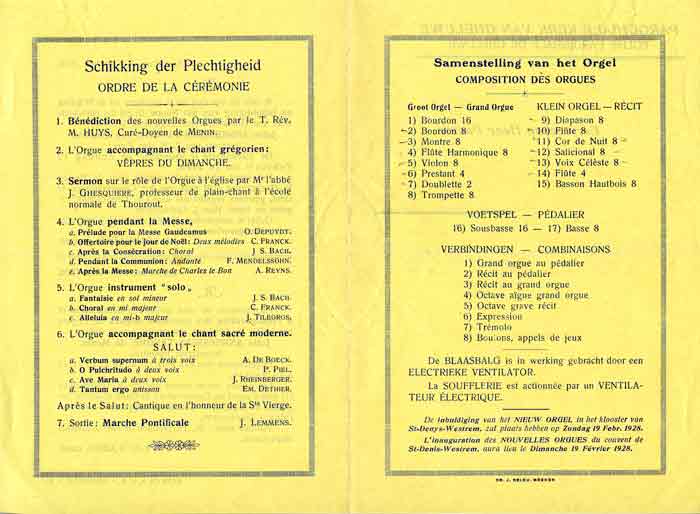 Schikking der Plechtigheid
ORDRE DE LA CÉRÉMONIE
1. Bénédiction des nouvelles Orgues par le T. Rév.
M. HUYS, Curé-Doyen de MENIN.
2. L'Orgue accompagnant le chant grégorien:
VÊPRES DU DIMANCHE.
3. Sermon sur le rôle de l'Orgue à l'église par Mr l'abbé
J. GHESQUIERE, professeur de plain-chant à l'école
normale de Thourout.
4. L'Orgue pendant la Messe,
a. Prélude pour la Messe Gaudeamus O. DEPUYDT.
b. Offertoire pour le jour de Noël: Deux mélodies C. FRANCK.
c. Après la Consécration: Choral J. S. BACH.
d. Pendant la Communion: Andante F. MENDELSSOHN.
e. Après la Messe: Marche de Charles le Bon A. REYNS.
5. L'Orgue instrument "solo„
a. Fantaisie en sol mineur J. S. BACH.
b. Choral en mi majeur C. FRANCK.
c. Alleluia en mi-b majeur J. TILBORGS.
6. L'Orgue accompagnant le chant sacré moderne.
SALUT:
a. Verbum supernum à trois voix A. DE BOECK.
b. O Pulchritudo à deux voix P. PIEL.
c. Ave Maria à deux voix J. RHEINBERGER.
d. Tantum ergo unisson EM. DETHIER.
Après le Salut: Cantique en l'honneur de la Ste Vierge.
7. Sortie: Marche Pontificale J. LEMMENS.
Samenstelling van het Orgel
COMPOSITION DES ORGUES
Groot Orgel — Grand Orgue
1) Bourdon 16
2) Bourdon 8
3) Montre 8
4) Flûte Harmonique 8
5) Violon 8
6) Prestant 4
7) Doublette 2
8) Trompette 8
KLEIN ORGEL — RÉCIT
9) Diapason 8
10) Flûte 8
11) Cor de Nuit 8
12) Salicional 8
13) Voix Céleste 8
14) Flûte 4
15) Basson Hautbois 8
VOETSPEL — PÉDALIER
16) Sousbasse 16 — 17) Basse 8
VERBINDINGEN — COMBINAISONS
1) Grand orgue au pédalier
2) Récit au pédalier
3) Récit au grand orgue
4) Octave aïgue grand orgue
5) Octave grave récit
6) Expression
7) Trémolo
8) Boutons, appels de jeux
De BLAASBALG is in werking gebracht door een
ELECTRIEKE VENTILATOR.
La SOUFFLERIE est actionnée par un VENTILA-
TEUR ÉLECTRIQUE.
De inhuldiging van het NIEUW ORGEL in het klooster van
St-Denys-Westrem, zal plaats hebben op Zondag 19 Febr. 1928.
L'inauguration des NOUVELLES ORGUES du couvent de
St-Denis-Westrem, aura lieu le Dimanche 19 Février 1928.